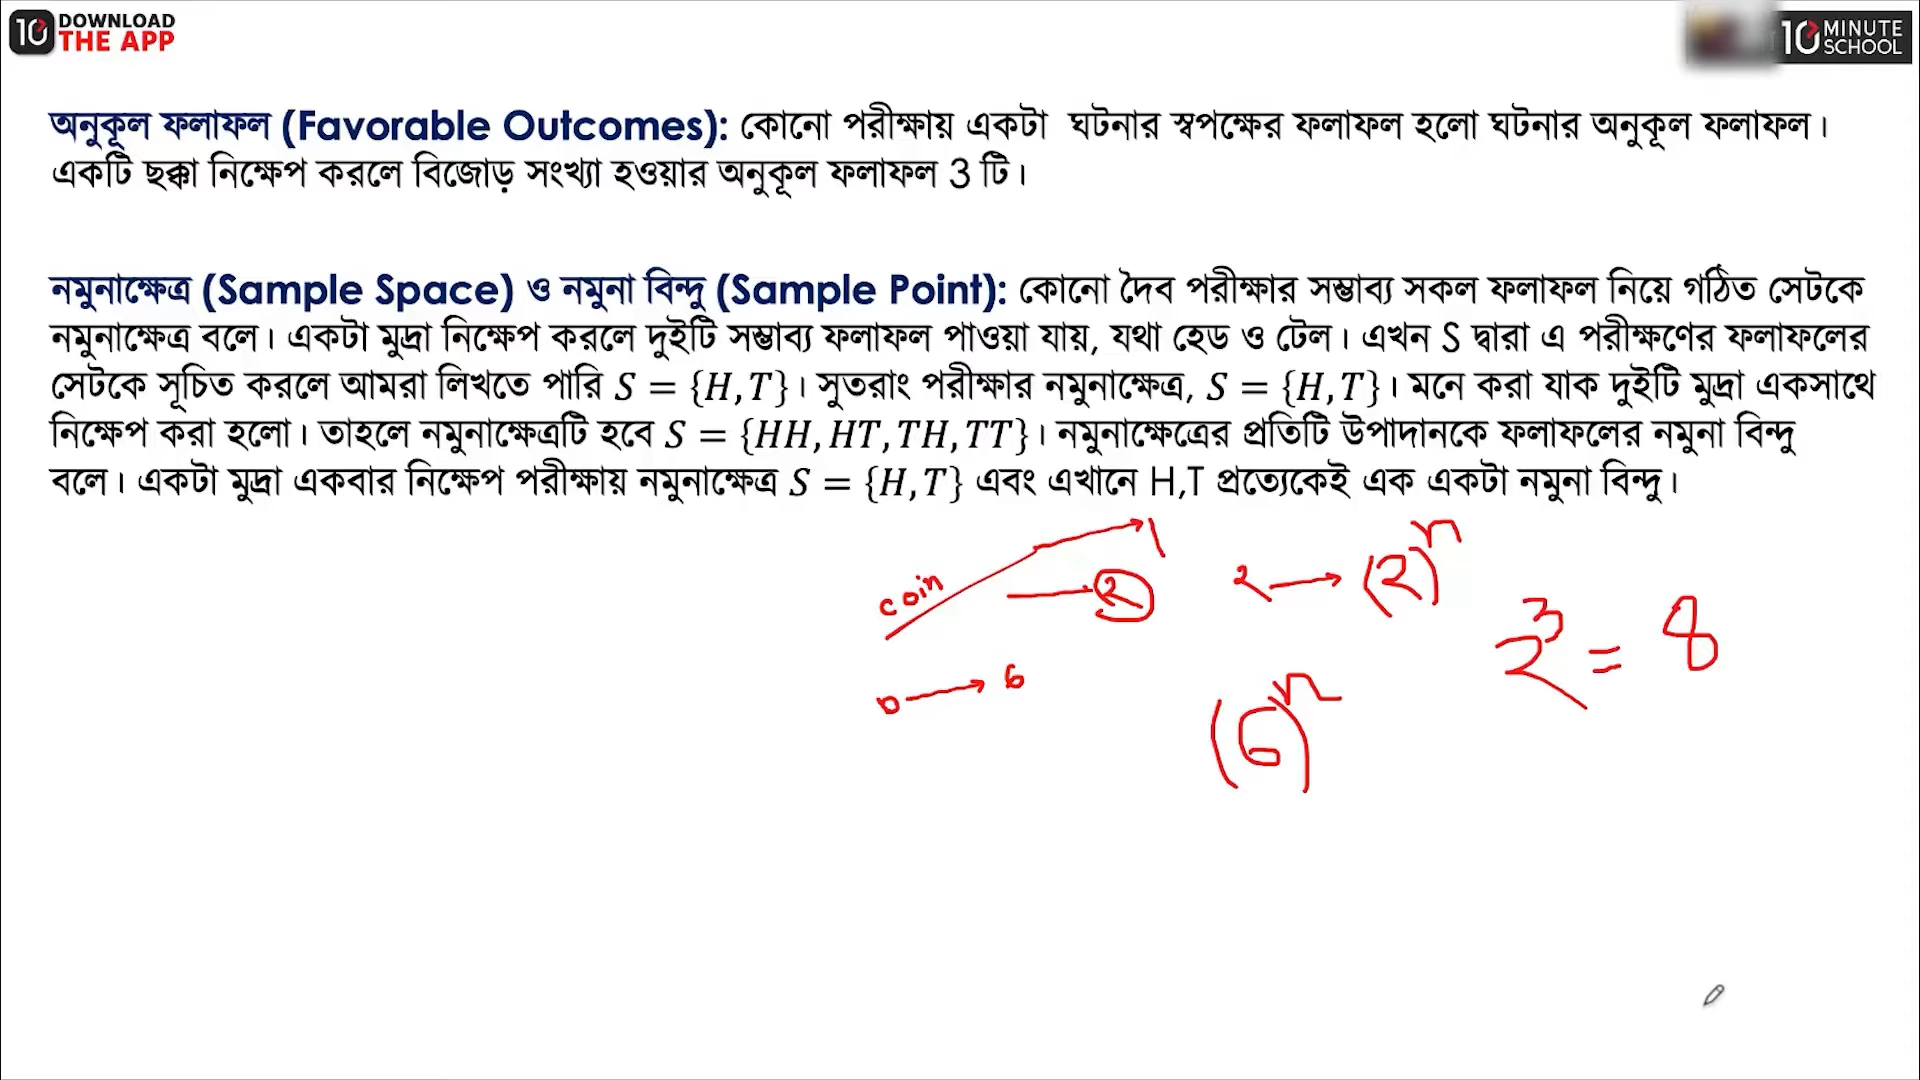 10 DOWNLOAD
THE APP
10 MINUTE
SCHOOL
অনুকূল ফলাফল (Favorable Outcomes): কোনো পরীক্ষায় একটা ঘটনার স্বপক্ষের ফলাফল হলো ঘটনার অনুকূল ফলাফল।
একটি ছক্কা নিক্ষেপ করলে বিজোড় সংখ্যা হওয়ার অনুকূল ফলাফল 3 টি।
নমুনাক্ষেত্র (Sample Space) ও নমুনা বিন্দু (Sample Point): কোনো দৈব পরীক্ষার সম্ভাব্য সকল ফলাফল নিয়ে গঠিত সেটকে
নমুনাক্ষেত্র বলে। একটা মুদ্রা নিক্ষেপ করলে দুইটি সম্ভাব্য ফলাফল পাওয়া যায়, যথা হেড ও টেল। এখন S দ্বারা এ পরীক্ষণের ফলাফলের
সেটকে সূচিত করলে আমরা লিখতে পারি S = {H, T}। সুতরাং পরীক্ষার নমুনাক্ষেত্র, S = {H, T}। মনে করা যাক দুইটি মুদ্রা একসাথে
নিক্ষেপ করা হলো। তাহলে নমুনাক্ষেত্রটি হবে S = {HH, HT, TH, TT}। নমুনাক্ষেত্রের প্রতিটি উপাদানকে ফলাফলের নমুনা বিন্দু
বলে। একটা মুদ্রা একবার নিক্ষেপ পরীক্ষায় নমুনাক্ষেত্র S = {H, T} এবং এখানে H,T প্রত্যেকেই এক একটা নমুনা বিন্দু।
coin → 1
→ 2
2 → (2)ⁿ
2³ = 8
D → 6
(6)ⁿ